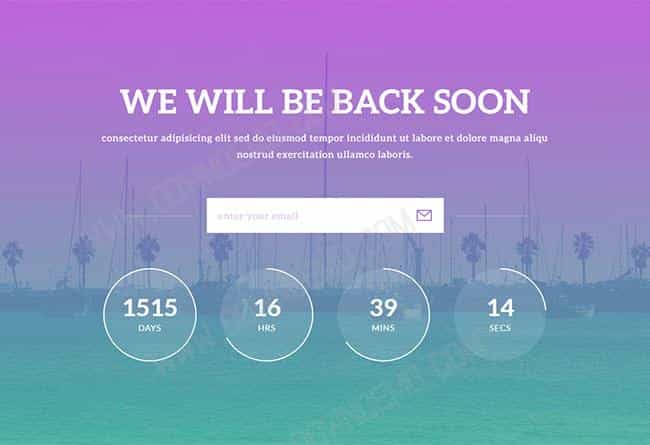 WE WILL BE BACK SOON
consectetur adipisicing elit sed do eiusmod tempor incididunt ut labore et dolore magna aliqu
nostrud exercitation ullamco laboris.
enter your email
1515 16 39 14
DAYS HRS MINS SECS